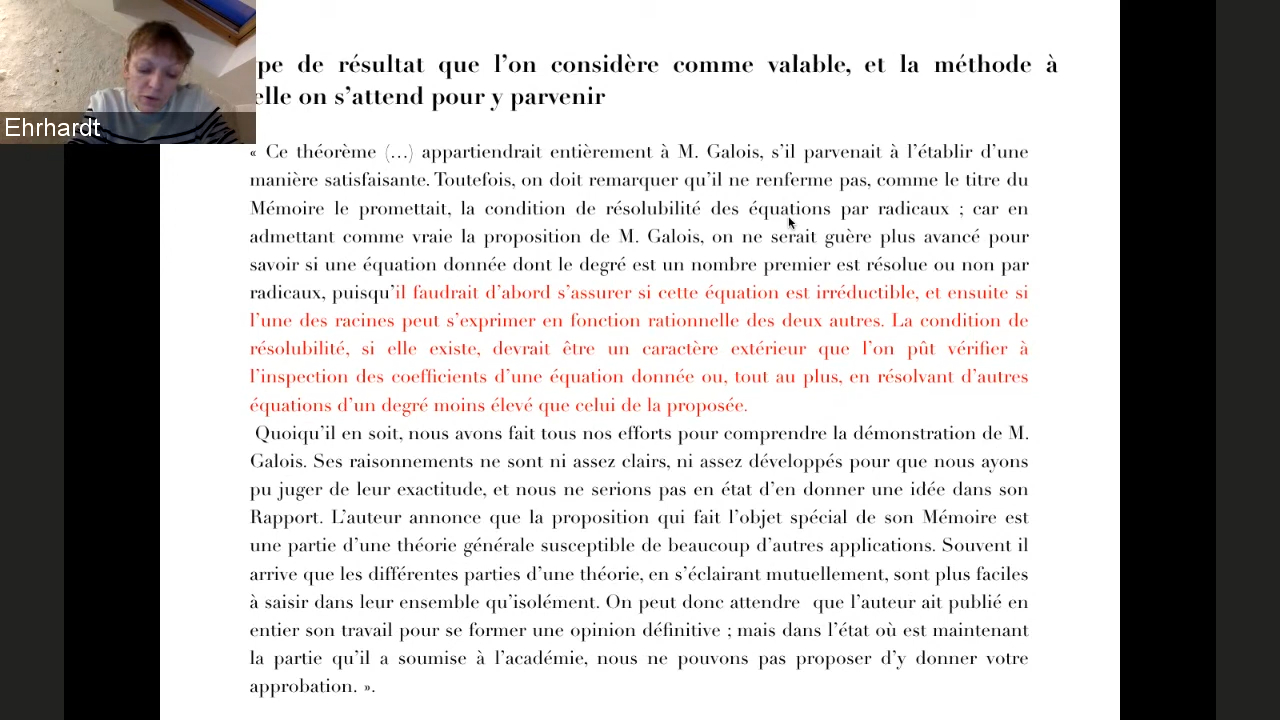 pe de résultat que l’on considère comme valable, et la méthode à
elle on s’attend pour y parvenir
Ehrhardt
« Ce théorème (…) appartiendrait entièrement à M. Galois, s’il parvenait à l’établir d’une
manière satisfaisante. Toutefois, on doit remarquer qu’il ne renferme pas, comme le titre du
Mémoire le promettait, la condition de résolubilité des équations par radicaux ; car en
admettant comme vraie la proposition de M. Galois, on ne serait guère plus avancé pour
savoir si une équation donnée dont le degré est un nombre premier est résolue ou non par
radicaux, puisqu’il faudrait d’abord s’assurer si cette équation est irréductible, et ensuite si
l’une des racines peut s’exprimer en fonction rationnelle des deux autres. La condition de
résolubilité, si elle existe, devrait être un caractère extérieur que l’on pût vérifier à
l’inspection des coefficients d’une équation donnée ou, tout au plus, en résolvant d’autres
équations d’un degré moins élevé que celui de la proposée.
Quoiqu’il en soit, nous avons fait tous nos efforts pour comprendre la démonstration de M.
Galois. Ses raisonnements ne sont ni assez clairs, ni assez développés pour que nous ayons
pu juger de leur exactitude, et nous ne serions pas en état d’en donner une idée dans son
Rapport. L’auteur annonce que la proposition qui fait l’objet spécial de son Mémoire est
une partie d’une théorie générale susceptible de beaucoup d’autres applications. Souvent il
arrive que les différentes parties d’une théorie, en s’éclairant mutuellement, sont plus faciles
à saisir dans leur ensemble qu’isolément. On peut donc attendre que l’auteur ait publié en
entier son travail pour se former une opinion définitive ; mais dans l’état où est maintenant
la partie qu’il a soumise à l’académie, nous ne pouvons pas proposer d’y donner votre
approbation. ».